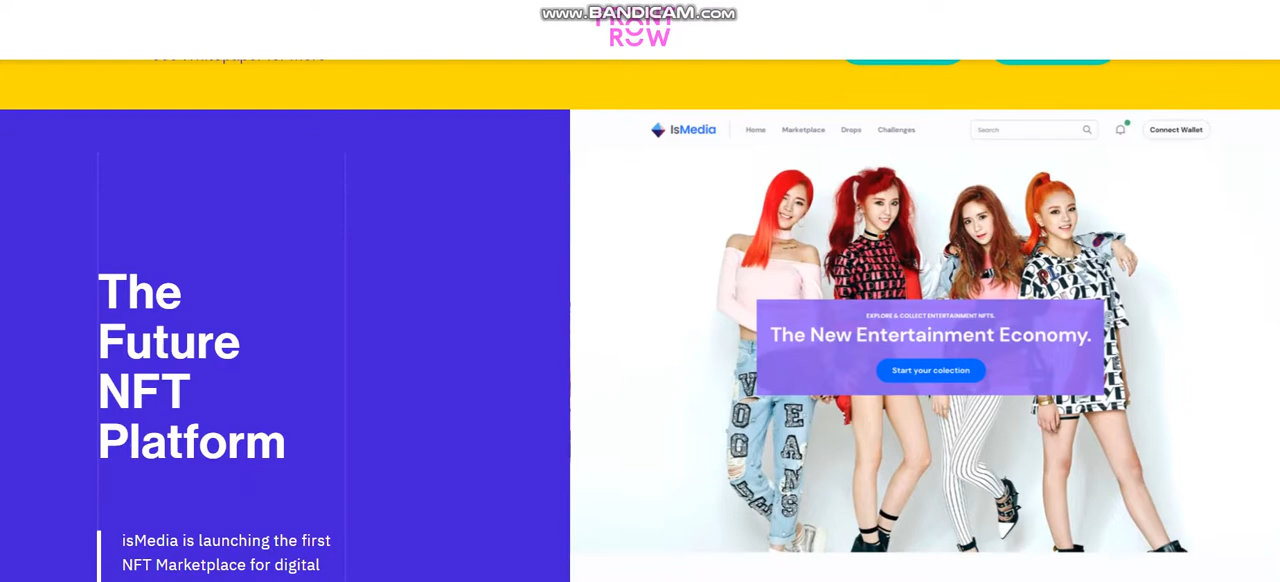 www.BANDICAM.com
ROW
The
Future
NFT
Platform
isMedia is launching the first
NFT Marketplace for digital
IsMedia
Home
Marketplace
Drops
Challenges
Search
Connect Wallet
EXPLORE & COLLECT ENTERTAINMENT NFTS.
The New Entertainment Economy.
Start your colection